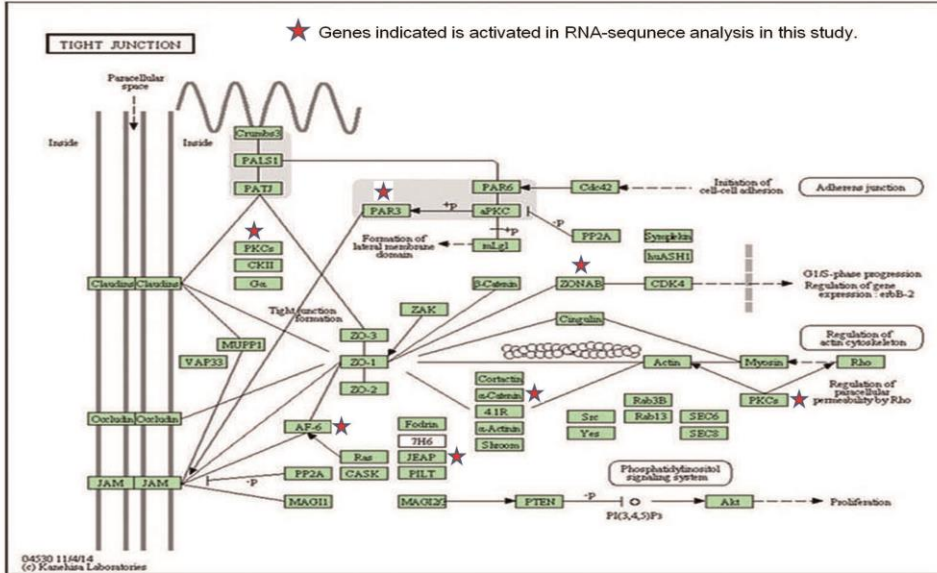 Genes indicated is activated in RNA-sequnece analysis in this study.
TIGHT JUNCTION
Paracellular
space
Inside
Inside
Crumbs3
PALS1
PATJ
PAR6
Cdc42
Initiation of
cell-cell adhesion
Adherens junction
PAR3
+p
aPKC
-p
PP2A
Symplekin
huASH1
PKCs
CKII
Gα
Formation of
lateral membrane
domain
+p
mLgl
Claudins
Claudins
β-Catenin
ZONAB
CDK4
G1/S-phase progression
Regulation of gene
expression : erbB-2
Tight junction
formation
ZAK
Cingulin
Regulation of
actin cytoskeleton
MUPP1
VAP33
ZO-3
ZO-1
ZO-2
Actin
Myosin
Rho
Cortactin
α-Catenin
4.1R
α-Actinin
Shroom
Rab3B
Rab13
SEC6
SEC8
Src
Yes
PKCs
Regulation of
paracellular
permeability by Rho
Occludin
Occludin
AF-6
Fodrin
7H6
JEAP
PILT
Ras
CASK
PP2A
-p
JAM
JAM
MAGI1
MAGI2/3
PTEN
-p
PI(3,4,5)P3
Phosphatidylinositol
signaling system
Akt
Proliferation
04530 11/4/14
(c) Kanehisa Laboratories